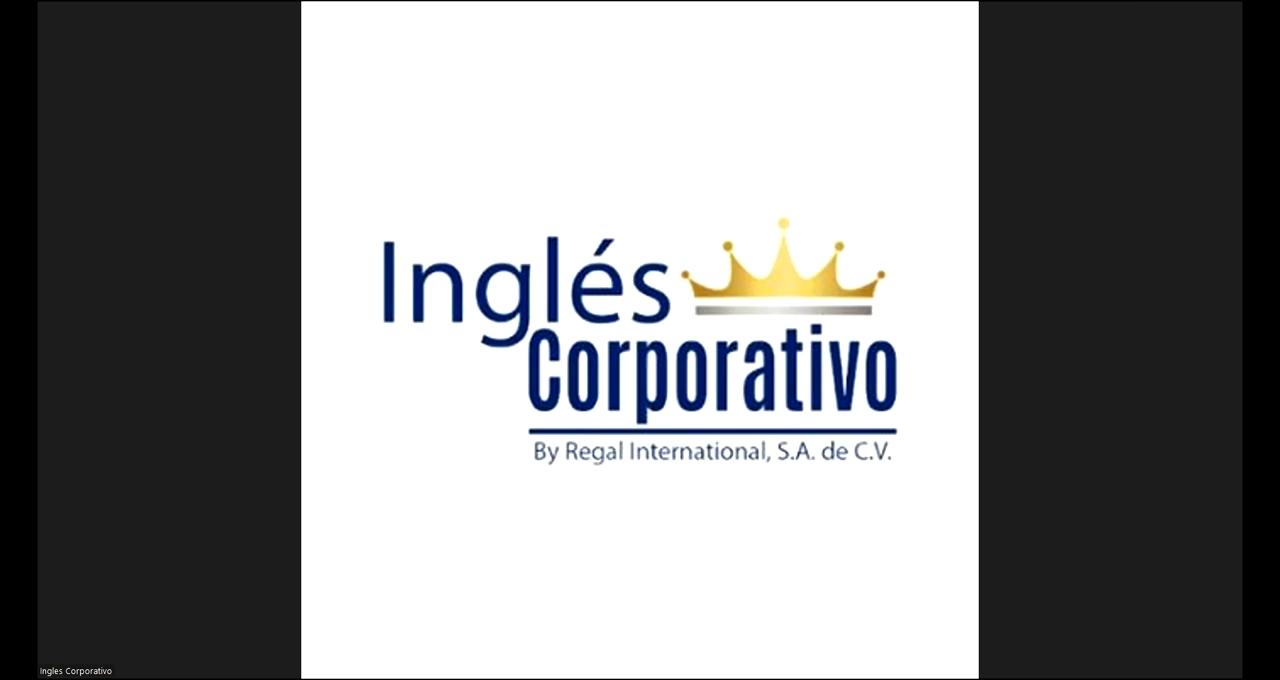 Inglés
Corporativo
By Regal International, S.A. de C.V.
Ingles Corporativo